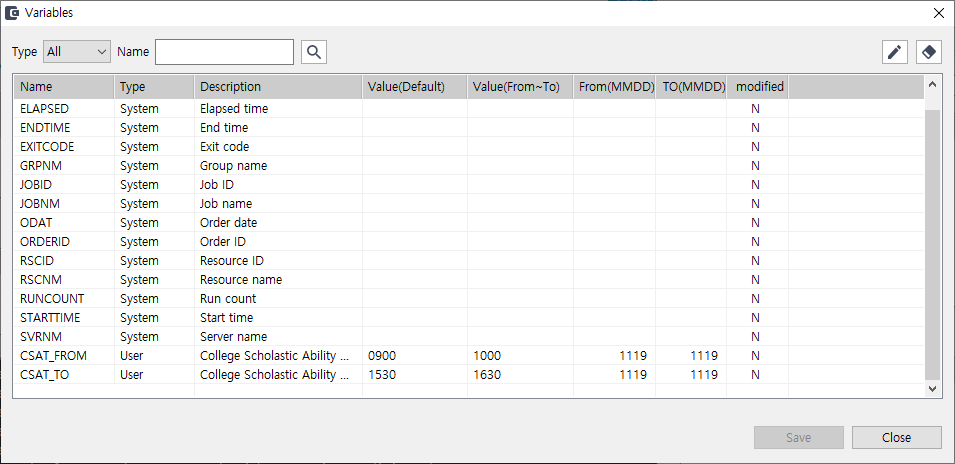 Variables
Type All Name
Name Type Description Value(Default) Value(From~To) From(MMDD) TO(MMDD) modified
ELAPSED System Elapsed time N
ENDTIME System End time N
EXITCODE System Exit code N
GRPNM System Group name N
JOBID System Job ID N
JOBNM System Job name N
ODAT System Order date N
ORDERID System Order ID N
RSCID System Resource ID N
RSCNM System Resource name N
RUNCOUNT System Run count N
STARTTIME System Start time N
SVRNM System Server name N
CSAT_FROM User College Scholastic Ability ... 0900 1000 1119 1119 N
CSAT_TO User College Scholastic Ability ... 1530 1630 1119 1119 N
Save Close